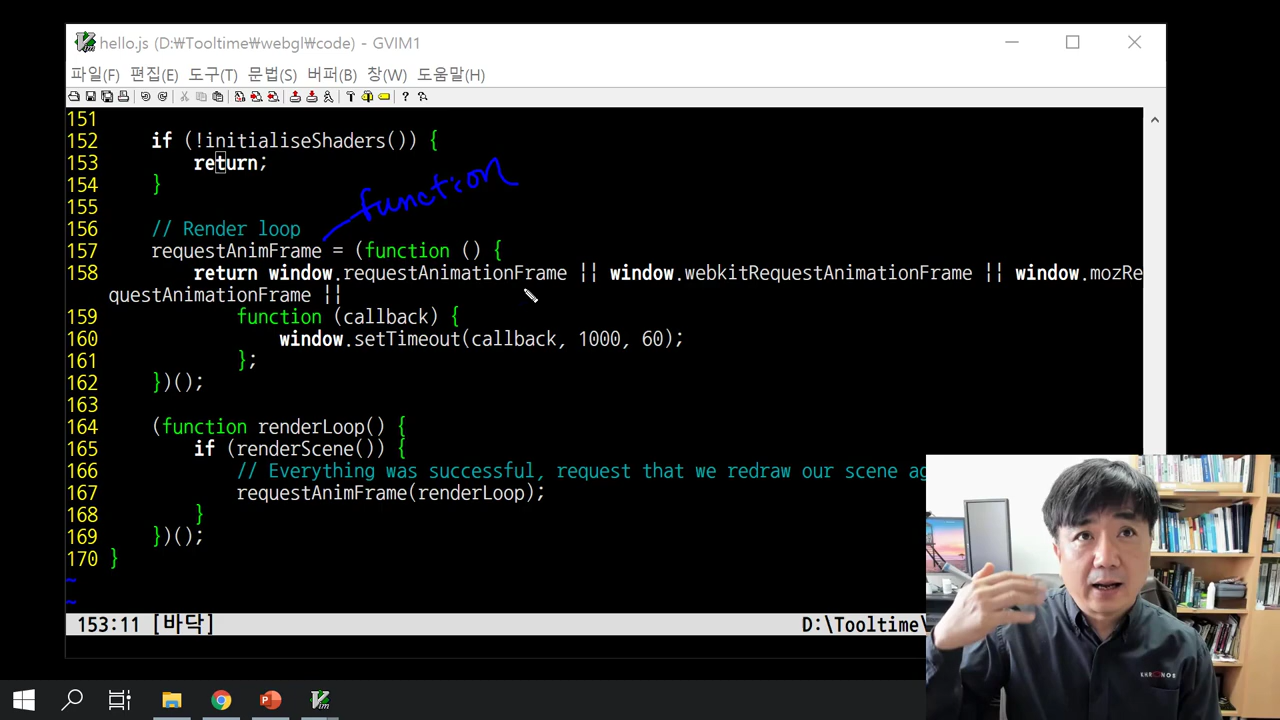 hello.js (D:₩Tooltime₩webgl₩code) - GVIM1
파일(F) 편집(E) 도구(T) 문법(S) 버퍼(B) 창(W) 도움말(H)
151
152 if (!initialiseShaders()) {
153 return;
154 }
function
155
156 // Render loop
157 requestAnimFrame = (function () {
158 return window.requestAnimationFrame || window.webkitRequestAnimationFrame || window.mozRe
questAnimationFrame ||
159 function (callback) {
160 window.setTimeout(callback, 1000, 60);
161 };
162 })();
163
164 (function renderLoop() {
165 if (renderScene()) {
166 // Everything was successful, request that we redraw our scene
167 requestAnimFrame(renderLoop);
168 }
169 })();
170 }
~
~
153:11 [바닥] D:\Tooltime\
KHRONOS